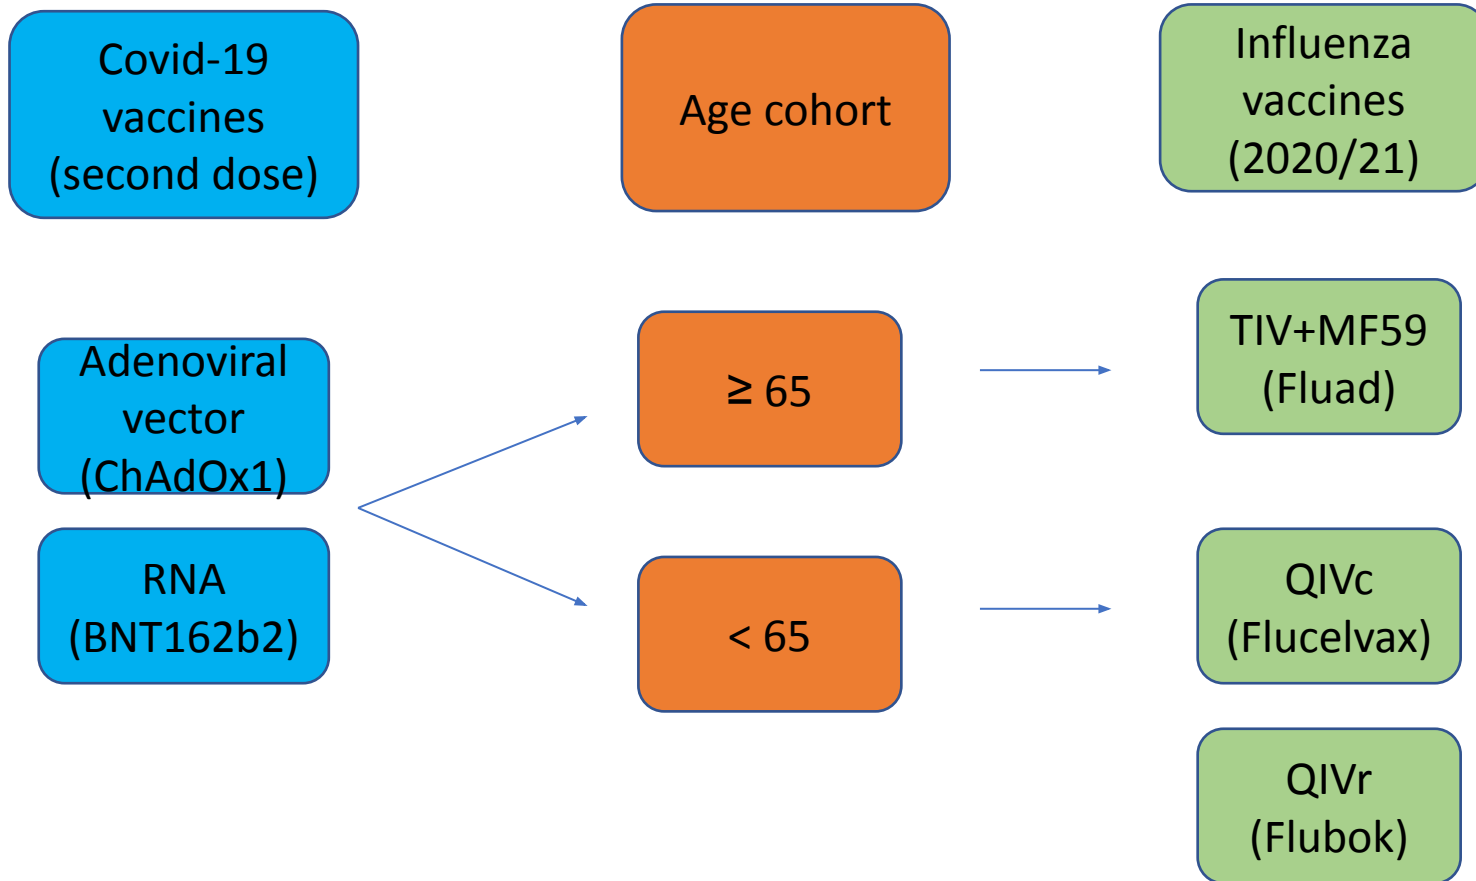 Covid-19
vaccines
(second dose)
Age cohort
Influenza
vaccines
(2020/21)
Adenoviral
vector
(ChAdOx1)
RNA
(BNT162b2)
≥ 65
< 65
TIV+MF59
(Fluad)
QIVc
(Flucelvax)
QIVr
(Flubok)